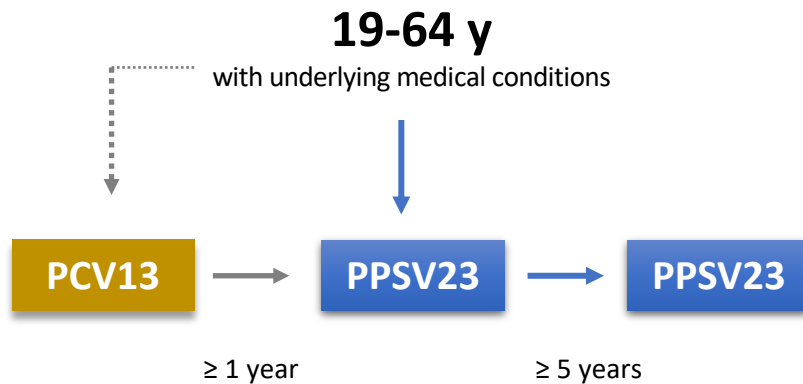 19-64 y
with underlying medical conditions
PCV13
PPSV23
PPSV23
≥ 1 year
≥ 5 years